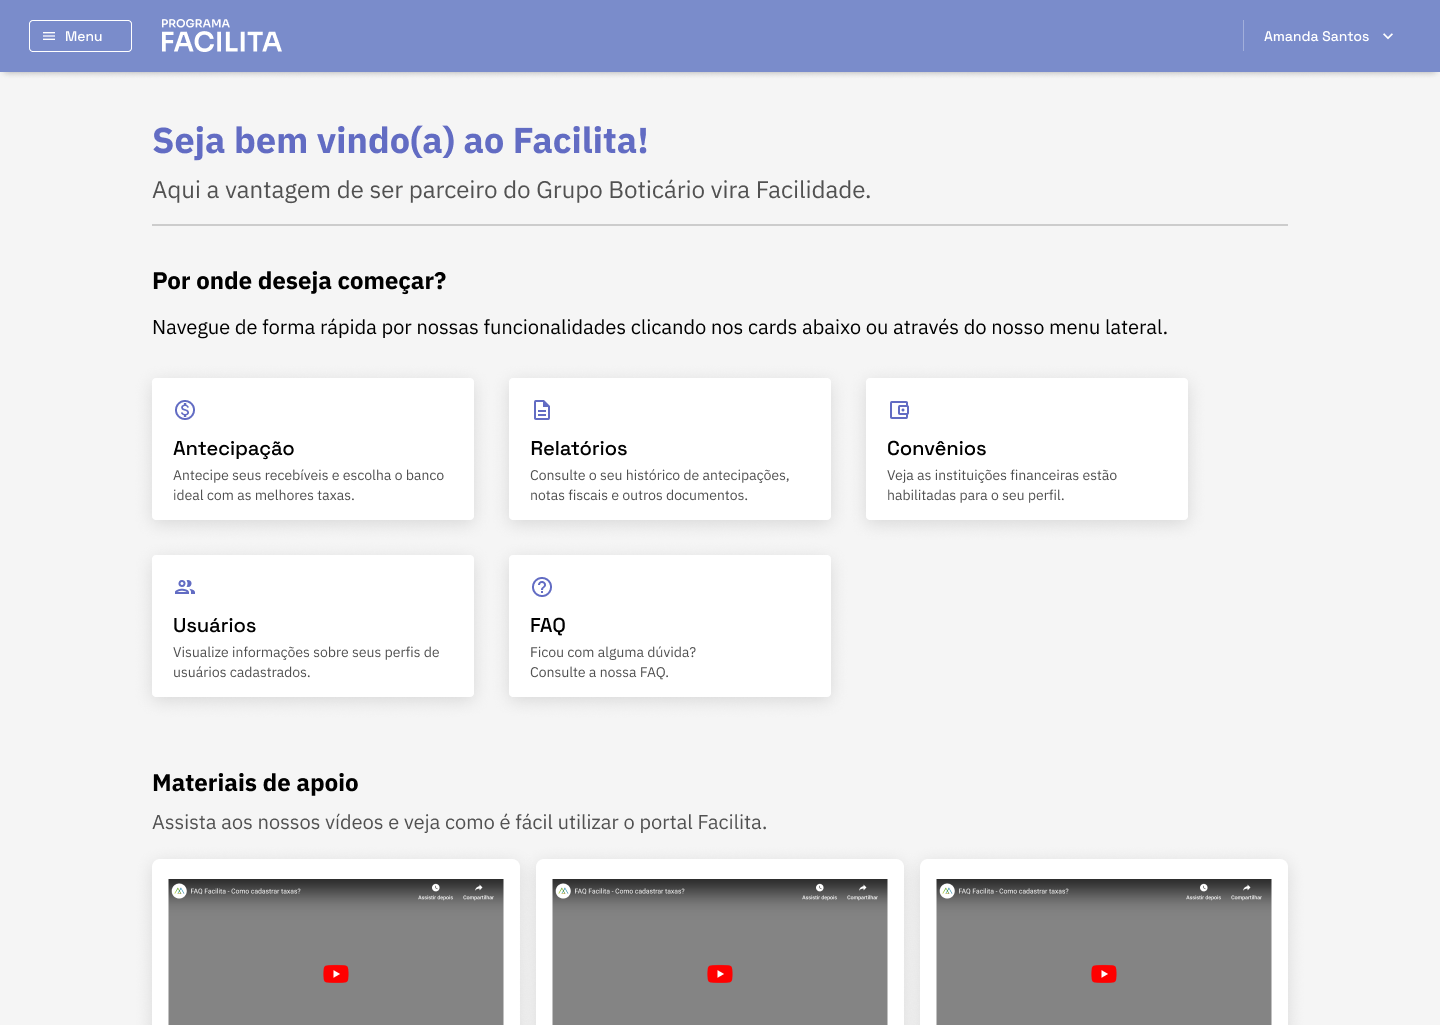 Menu
PROGRAMA
FACILITA
Amanda Santos
Seja bem vindo(a) ao Facilita!
Aqui a vantagem de ser parceiro do Grupo Boticário vira Facilidade.
Por onde deseja começar?
Navegue de forma rápida por nossas funcionalidades clicando nos cards abaixo ou através do nosso menu lateral.
Antecipação
Antecipe seus recebíveis e escolha o banco
ideal com as melhores taxas.
Relatórios
Consulte o seu histórico de antecipações,
notas fiscais e outros documentos.
Convênios
Veja as instituições financeiras estão
habilitadas para o seu perfil.
Usuários
Visualize informações sobre seus perfis de
usuários cadastrados.
FAQ
Ficou com alguma dúvida?
Consulte a nossa FAQ.
Materiais de apoio
Assista aos nossos vídeos e veja como é fácil utilizar o portal Facilita.
FAQ Facilita - Como cadastrar taxas?
Assistir depois
Compartilhar
FAQ Facilita - Como cadastrar taxas?
Assistir depois
Compartilhar
FAQ Facilita - Como cadastrar taxas?
Assistir depois
Compartilhar